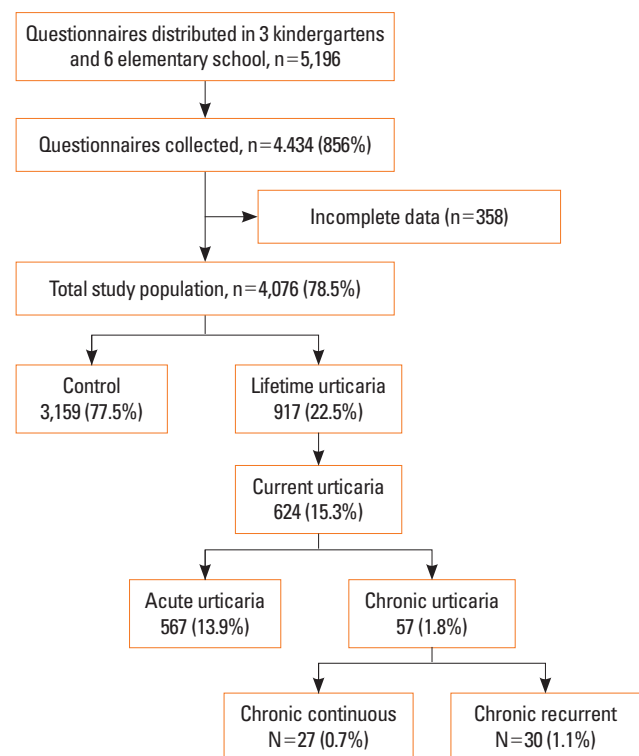 Questionnaires distributed in 3 kindergartens
and 6 elementary school, n=5,196
Questionnaires collected, n=4.434 (856%)
Incomplete data (n=358)
Total study population, n=4,076 (78.5%)
Control
3,159 (77.5%)
Lifetime urticaria
917 (22.5%)
Current urticaria
624 (15.3%)
Acute urticaria
567 (13.9%)
Chronic urticaria
57 (1.8%)
Chronic continuous
N=27 (0.7%)
Chronic recurrent
N=30 (1.1%)